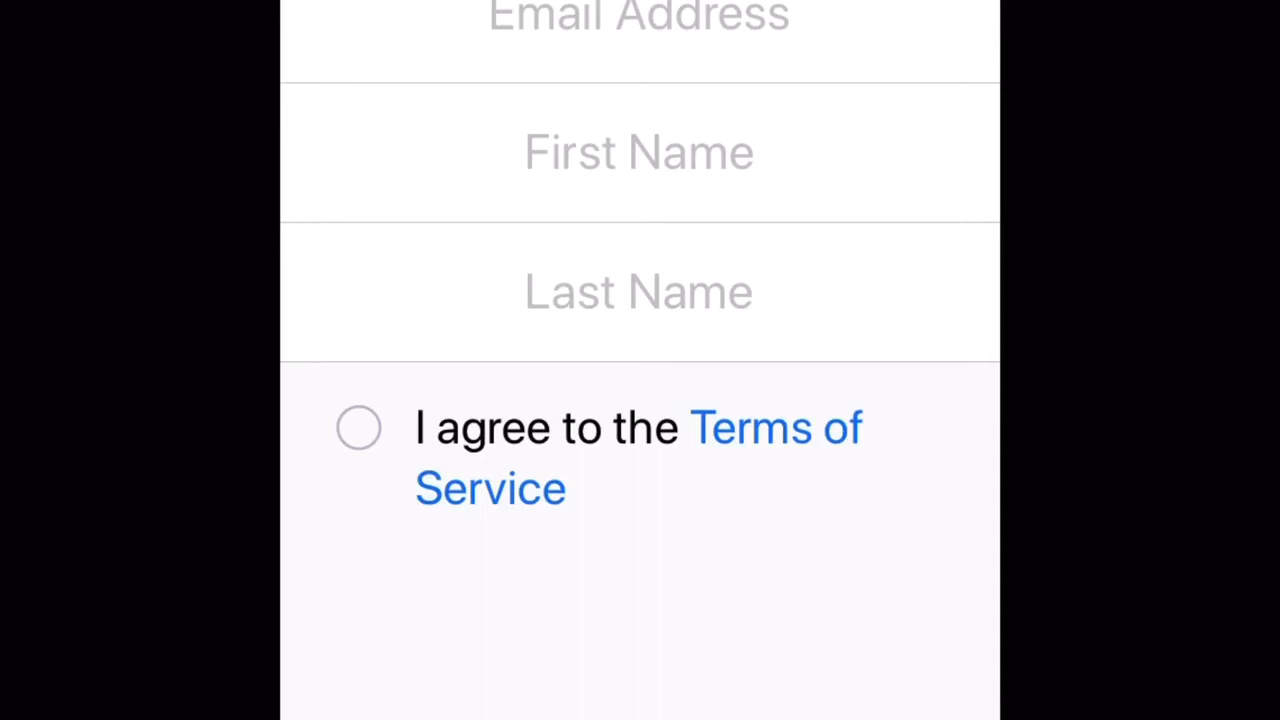 Email Address
First Name
Last Name
I agree to the Terms of
Service